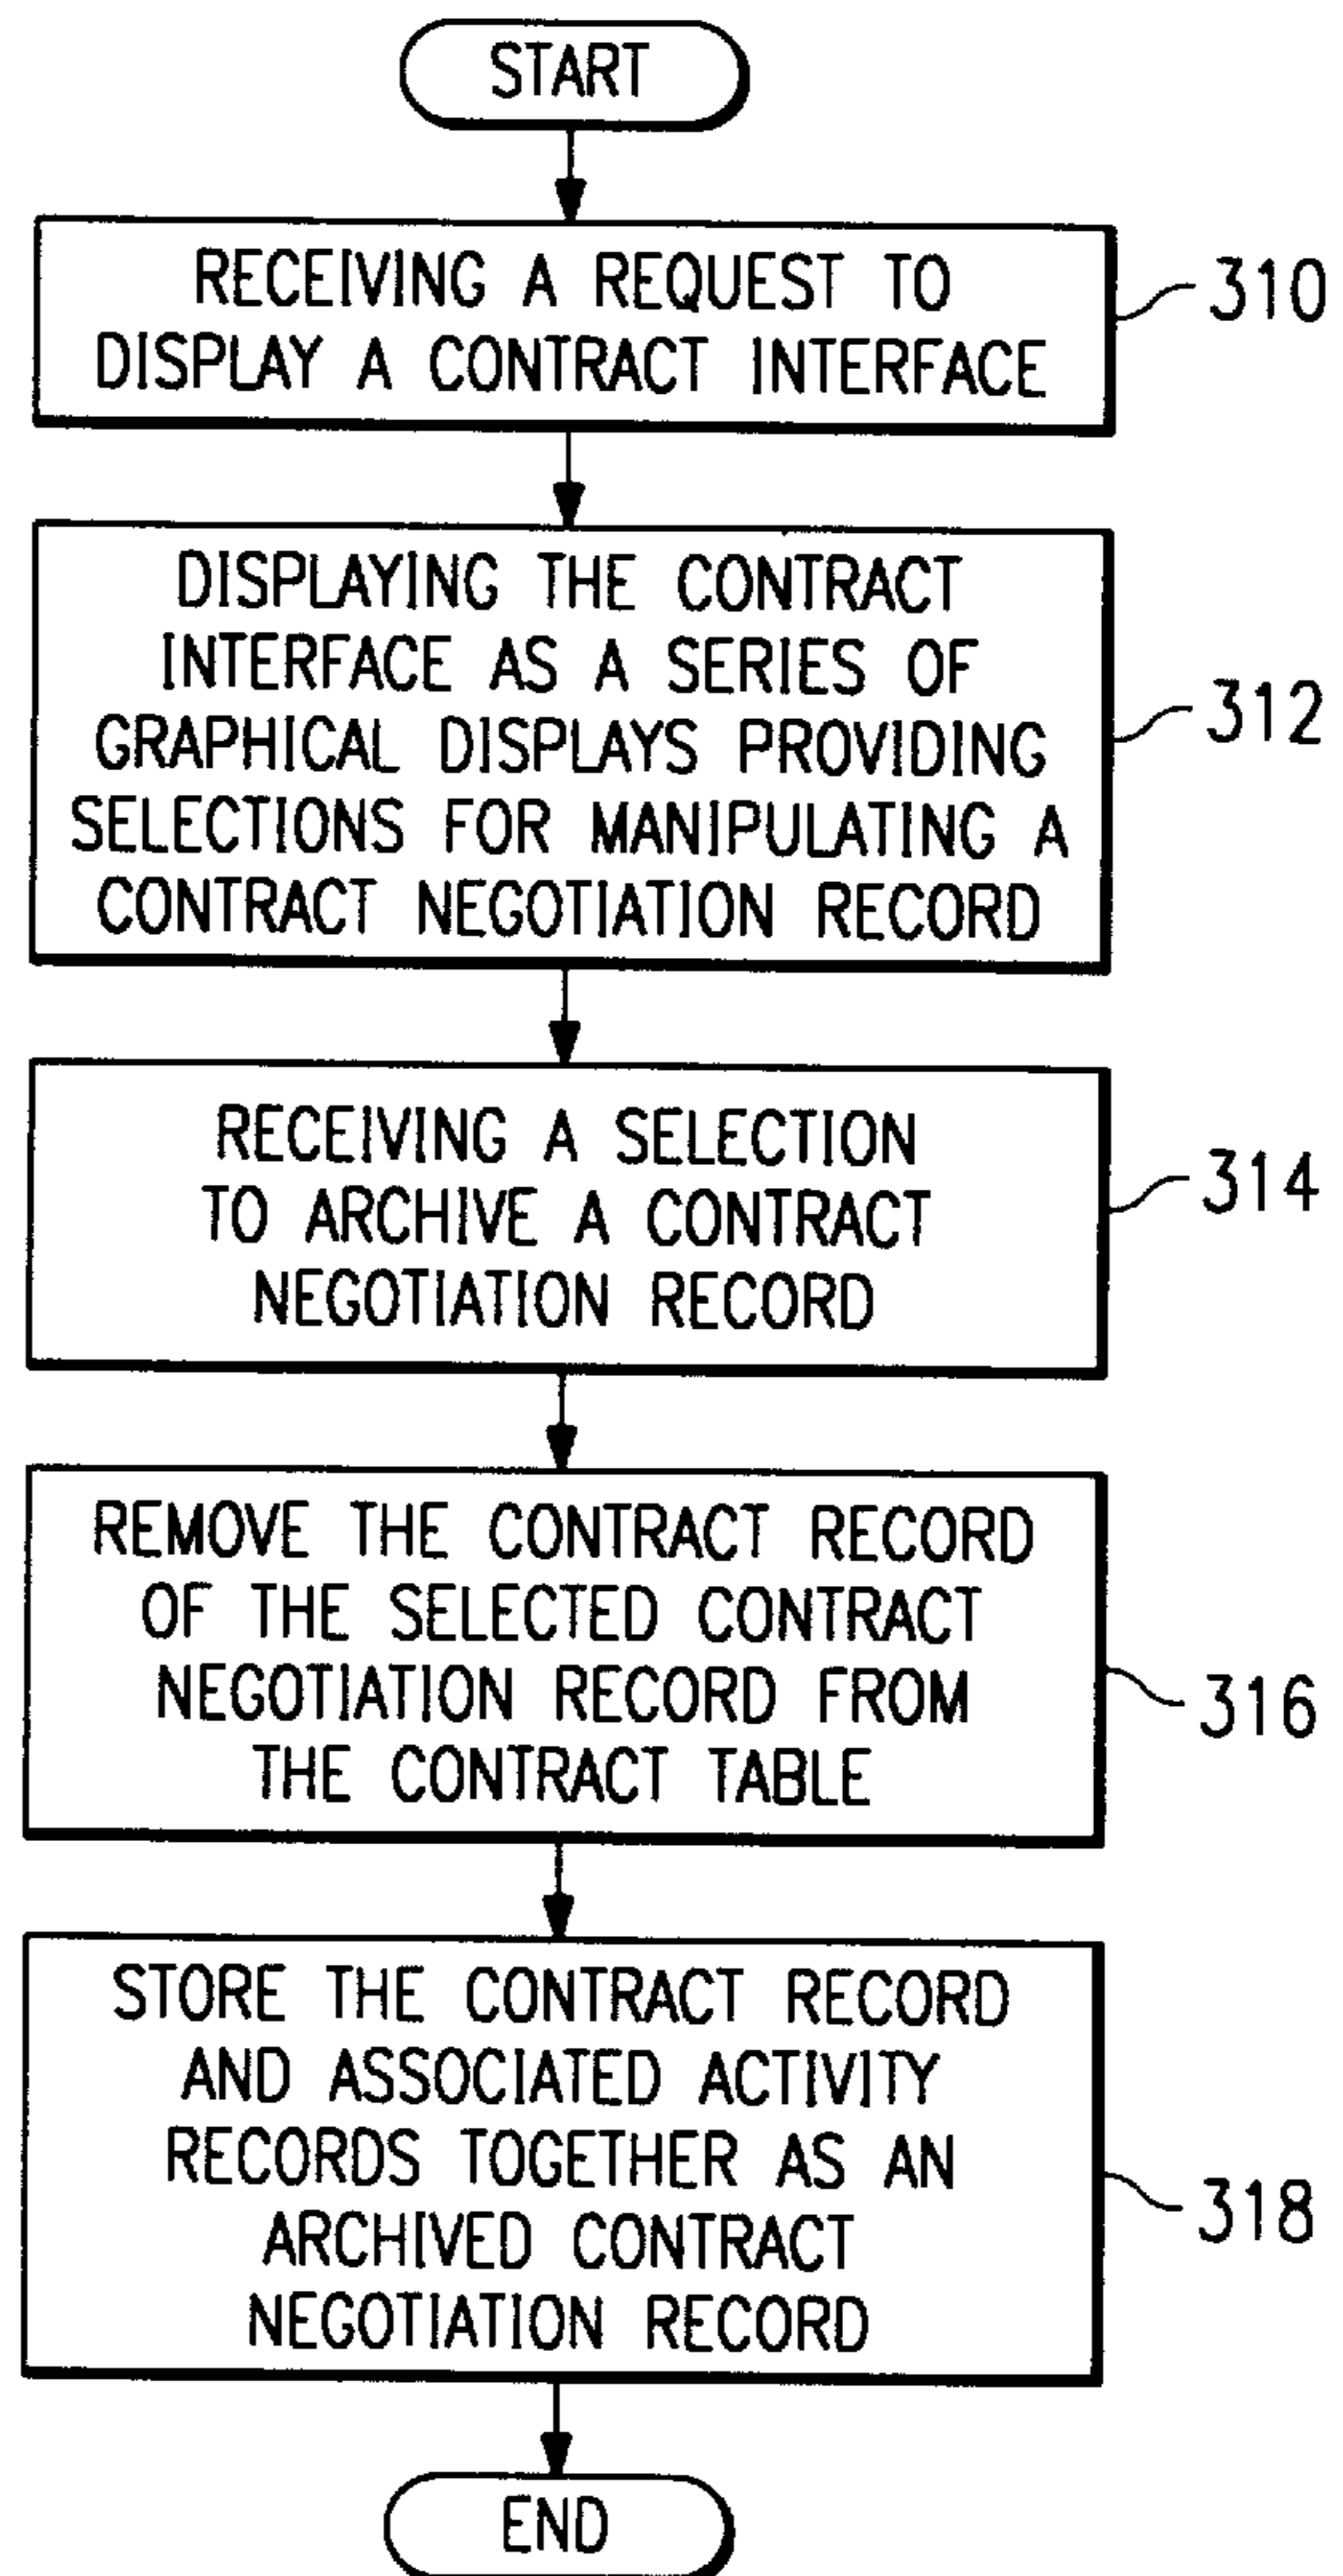 START
RECEIVING A REQUEST TO
DISPLAY A CONTRACT INTERFACE
310
DISPLAYING THE CONTRACT
INTERFACE AS A SERIES OF
GRAPHICAL DISPLAYS PROVIDING
SELECTIONS FOR MANIPULATING A
CONTRACT NEGOTIATION RECORD
312
RECEIVING A SELECTION
TO ARCHIVE A CONTRACT
NEGOTIATION RECORD
314
REMOVE THE CONTRACT RECORD
OF THE SELECTED CONTRACT
NEGOTIATION RECORD FROM
THE CONTRACT TABLE
316
STORE THE CONTRACT RECORD
AND ASSOCIATED ACTIVITY
RECORDS TOGETHER AS AN
ARCHIVED CONTRACT
NEGOTIATION RECORD
318
END